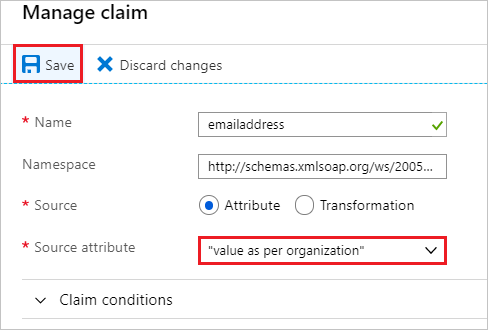 Manage claim
Save Discard changes
* Name emailaddress
Namespace http://schemas.xmlsoap.org/ws/2005...
* Source Attribute Transformation
* Source attribute "value as per organization"
Claim conditions